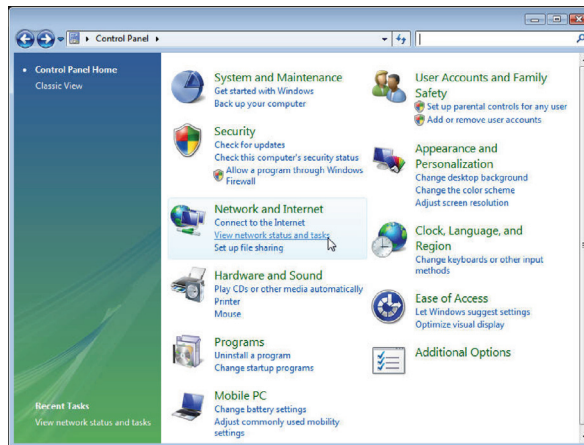 Control Panel
Control Panel Home
Classic View
System and Maintenance
Get started with Windows
Back up your computer
Security
Check for updates
Check this computer's security status
Allow a program through Windows
Firewall
Network and Internet
Connect to the Internet
View network status and tasks
Set up file sharing
Hardware and Sound
Play CDs or other media automatically
Printer
Mouse
Programs
Uninstall a program
Change startup programs
Mobile PC
Change battery settings
Adjust commonly used mobility
settings
User Accounts and Family
Safety
Set up parental controls for any user
Add or remove user accounts
Appearance and
Personalization
Change desktop background
Change the color scheme
Adjust screen resolution
Clock, Language, and
Region
Change keyboards or other input
methods
Ease of Access
Let Windows suggest settings
Optimize visual display
Additional Options
Recent Tasks
View network status and tasks